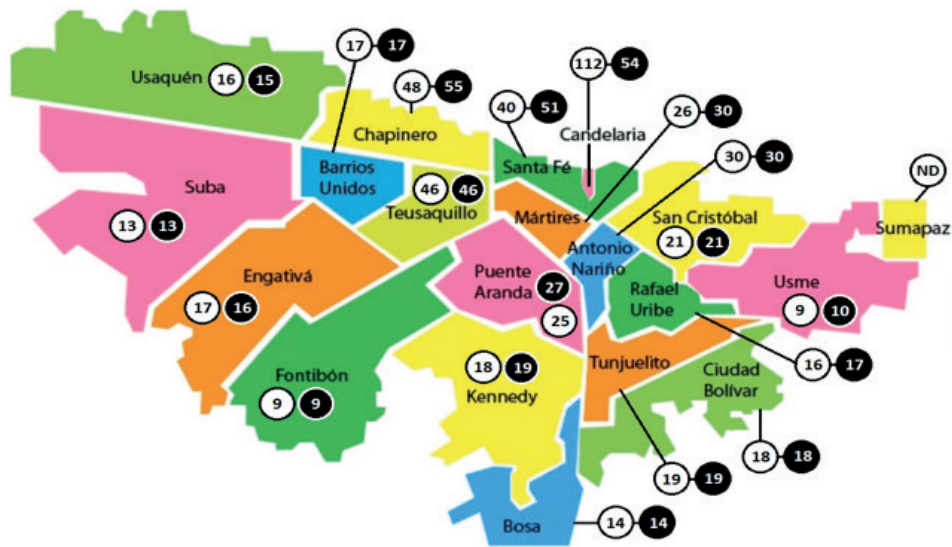 17 17
Usaquén 16 15
48 55
112 54
40 51
26 30
Candelaria
Chapinero
30 30
Santa Fé
ND
Barrios
Unidos
Suba
46 46
Teusaquillo
Mártires
San Cristóbal
Sumapaz
13 13
21 21
Antonio
Nariño
Engativá
Puente
Aranda 27
25
Rafael
Uribe
Usme
9 10
17 16
Tunjuelito
16 17
Fontibón
9 9
18 19
Kennedy
Ciudad
Bolívar
18 18
19 19
Bosa
14 14